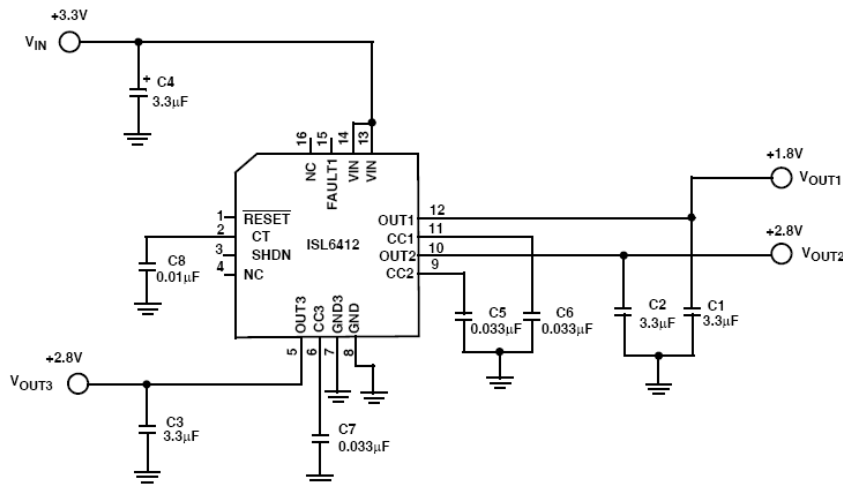 +3.3V
VIN
+
C4
3.3µF
16
15
14
13
NC
FAULT1
VIN
VIN
+1.8V
VOUT1
1
RESET
OUT1
12
2
CT
ISL6412
CC1
11
3
SHDN
OUT2
10
+2.8V
VOUT2
4
NC
CC2
9
C8
0.01µF
OUT3
CC3
GND3
GND
5
6
7
8
C5
0.033µF
C6
0.033µF
C2
3.3µF
C1
3.3µF
+2.8V
VOUT3
C3
3.3µF
C7
0.033µF